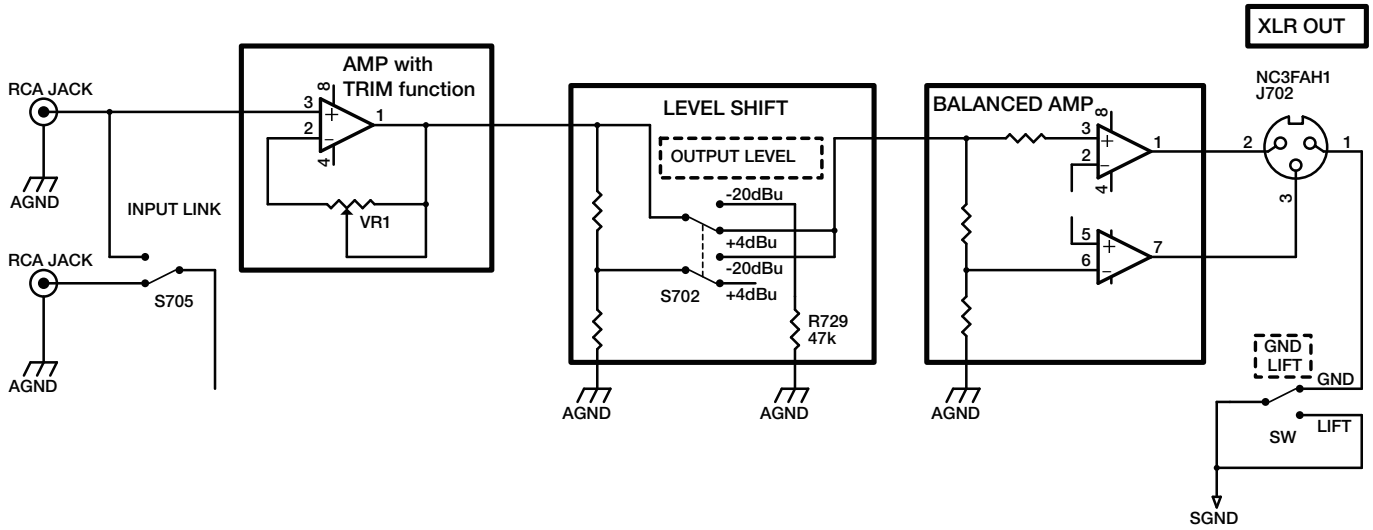 XLR OUT
NC3FAH1
J702
RCA JACK
AGND
INPUT LINK
RCA JACK
S705
AGND
AMP with
TRIM function
8
3
+
1
2
−
4
VR1
LEVEL SHIFT
OUTPUT LEVEL
-20dBu
+4dBu
-20dBu
S702
+4dBu
R729
47k
AGND
AGND
BALANCED AMP
8
3
+
1
2
−
4
5
+
7
6
−
AGND
2
1
3
GND
LIFT
GND
SW
LIFT
SGND